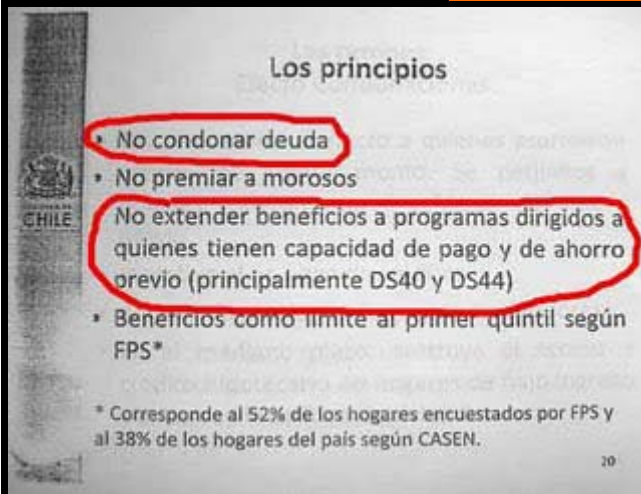 Los principios
• No condonar deuda
• No premiar a morosos
CHILE
No extender beneficios a programas dirigidos a
quienes tienen capacidad de pago y de ahorro
previo (principalmente DS40 y DS44)
• Beneficios como límite al primer quintil según
FPS*
* Corresponde al 52% de los hogares encuestados por FPS y
al 38% de los hogares del país según CASEN.
20